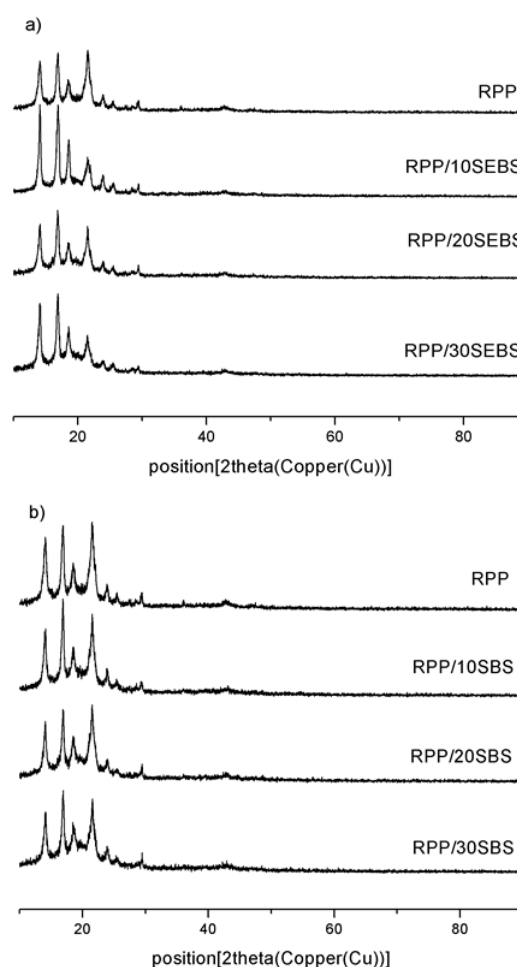 a)
RPP
RPP/10SEBS
RPP/20SEBS
RPP/30SEBS
20 40 60 80
position[2theta(Copper(Cu))]
b)
RPP
RPP/10SBS
RPP/20SBS
RPP/30SBS
20 40 60 80
position[2theta(Copper(Cu))]